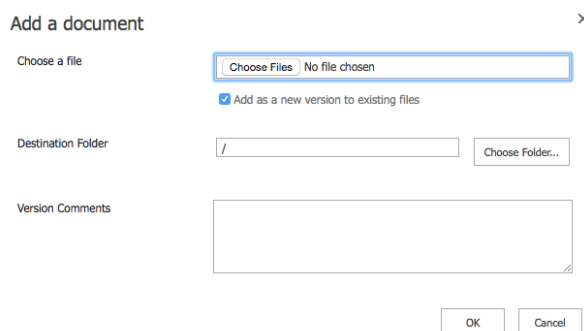 Add a document
Choose a file
Choose Files No file chosen
Add as a new version to existing files
Destination Folder
/
Choose Folder...
Version Comments
OK
Cancel